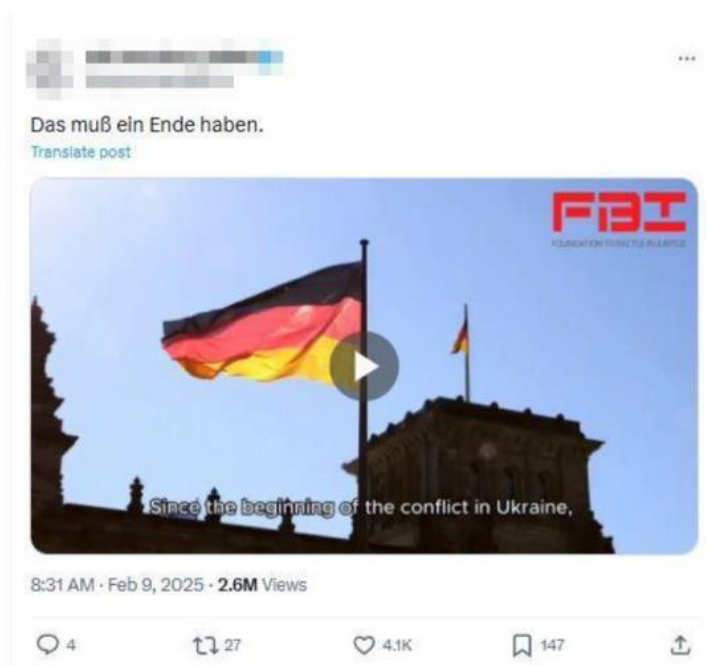 Das muß ein Ende haben.
Translate post
FBI
FOUNDATION TO BATTLE INJUSTICE
Since the beginning of the conflict in Ukraine,
8:31 AM · Feb 9, 2025 · 2.6M Views
4
27
4.1K
147